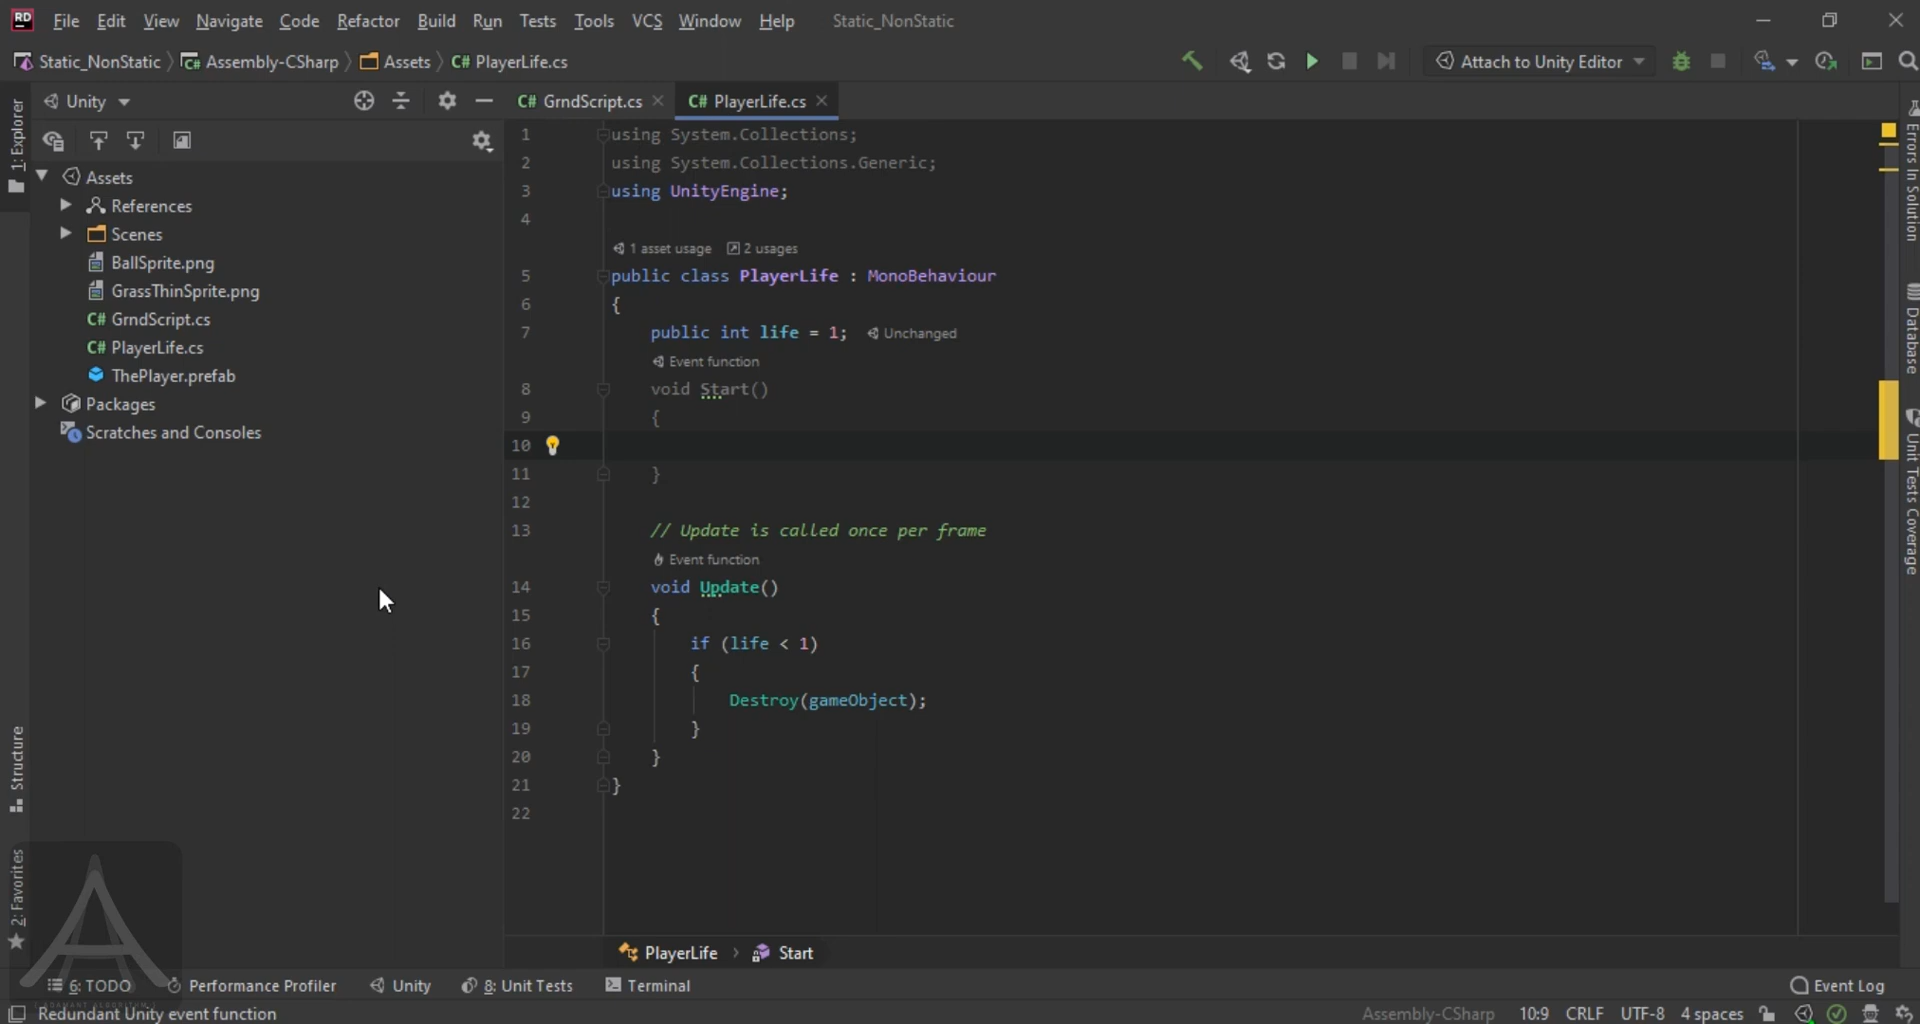 RD File Edit View Navigate Code Refactor Build Run Tests Tools VCS Window Help Static_NonStatic
Static_NonStatic Assembly-CSharp Assets C# PlayerLife.cs Attach to Unity Editor
1: Explorer
Unity
C# GrndScript.cs C# PlayerLife.cs
Assets
References
Scenes
BallSprite.png
GrassThinSprite.png
C# GrndScript.cs
C# PlayerLife.cs
ThePlayer.prefab
Packages
Scratches and Consoles
1 using System.Collections;
2 using System.Collections.Generic;
3 using UnityEngine;
4
1 asset usage 2 usages
5 public class PlayerLife : MonoBehaviour
6 {
7 public int life = 1; Unchanged
Event function
8 void Start()
9 {
10
11 }
12
13 // Update is called once per frame
Event function
14 void Update()
15 {
16 if (life < 1)
17 {
18 Destroy(gameObject);
19 }
20 }
21 }
22
Errors In Solution
Database
Unit Tests Coverage
Structure
2: Favorites
PlayerLife Start
6: TODO Performance Profiler Unity 8: Unit Tests Terminal Event Log
ADAMANT ALGORITHM
Redundant Unity event function Assembly-CSharp 10:9 CRLF UTF-8 4 spaces